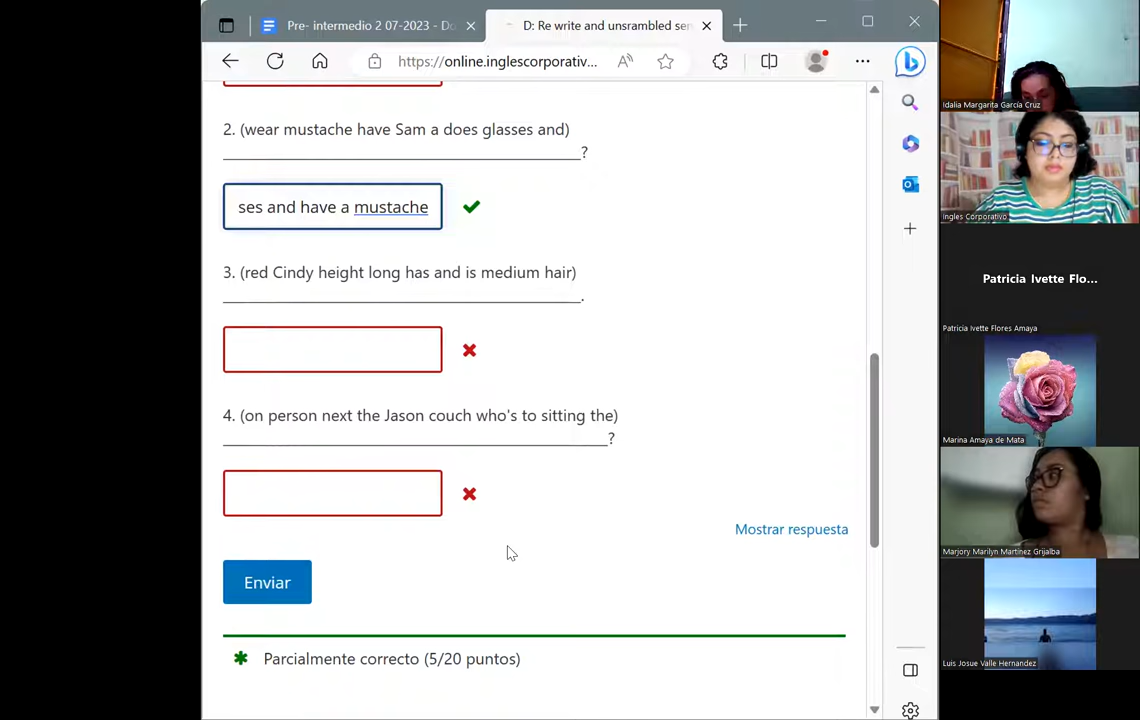 Pre- intermedio 2 07-2023 - Do
D: Re write and unsrambled ser
https://online.inglescorporativ...
2. (wear mustache have Sam a does glasses and)
?
ses and have a mustache
3. (red Cindy height long has and is medium hair)
.
4. (on person next the Jason couch who's to sitting the)
?
Mostrar respuesta
Enviar
Parcialmente correcto (5/20 puntos)
Idalia Margarita García Cruz
Ingles Corporativo
Patricia Ivette Flo...
Patricia Ivette Flores Amaya
Marina Amaya de Mata
Marjory Marilyn Martinez Grijalba
Luis Josue Valle Hernandez